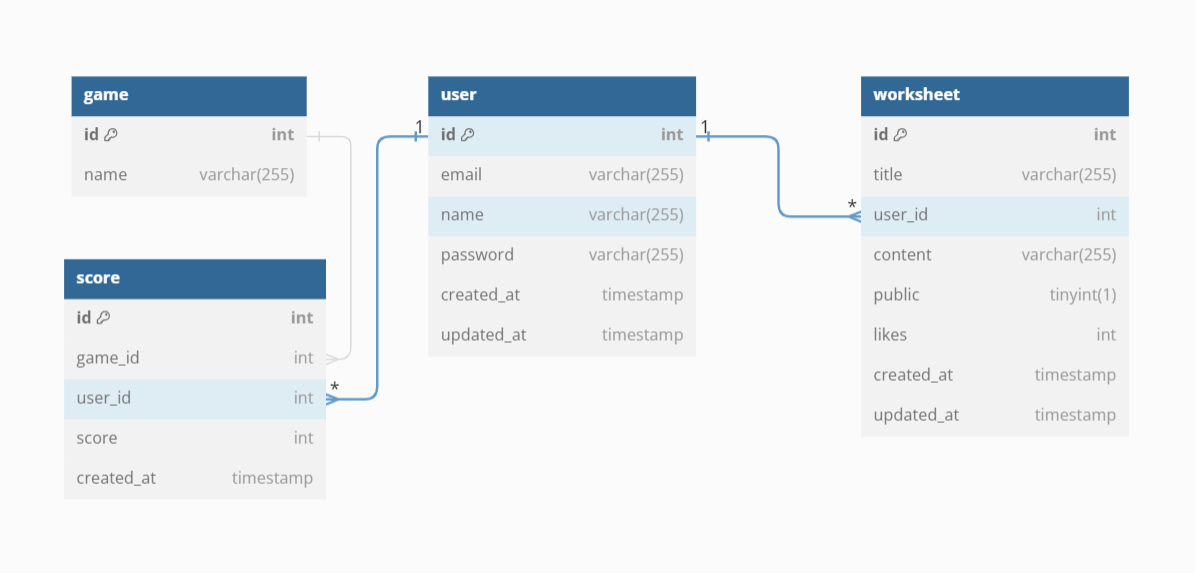 game
id int
name varchar(255)
score
id int
game_id int
user_id int
score int
created_at timestamp
*
1
user
id int
email varchar(255)
name varchar(255)
password varchar(255)
created_at timestamp
updated_at timestamp
1
*
worksheet
id int
title varchar(255)
user_id int
content varchar(255)
public tinyint(1)
likes int
created_at timestamp
updated_at timestamp